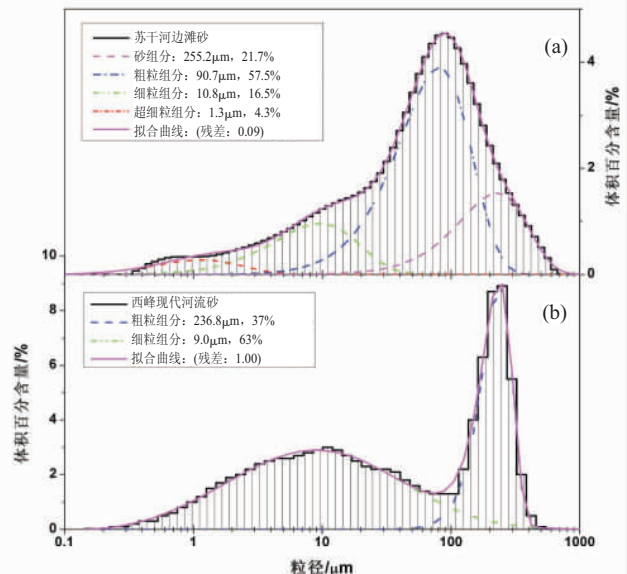 苏干河边滩砂
砂组分：255.2μm，21.7%
粗粒组分：90.7μm，57.5%
细粒组分：10.8μm，16.5%
超细粒组分：1.3μm，4.3%
拟合曲线：(残差：0.09)
(a)
4
2
0
体积百分含量/%
10
8
6
4
2
0
体积百分含量/%
西峰现代河流砂
粗粒组分：236.8μm，37%
细粒组分：9.0μm，63%
拟合曲线：(残差：1.00)
(b)
0.1
1
10
100
1000
粒径/μm